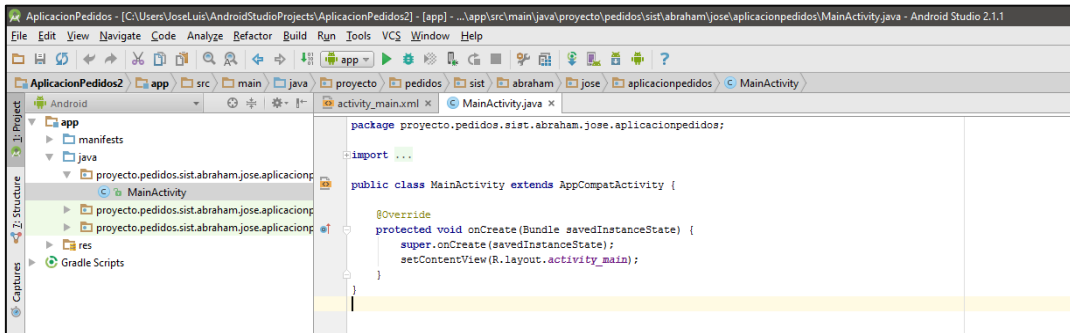 AplicacionPedidos - [C:\Users\JoseLuis\AndroidStudioProjects\AplicacionPedidos2] - [app] - ...\app\src\main\java\proyecto\pedidos\sist\abraham\jose\aplicacionpedidos\MainActivity.java - Android Studio 2.1.1
File Edit View Navigate Code Analyze Refactor Build Run Tools VCS Window Help
app
AplicacionPedidos2 app src main java proyecto pedidos sist abraham jose aplicacionpedidos MainActivity
Android
activity_main.xml
MainActivity.java
1: Project
7: Structure
Captures
app
manifests
java
proyecto.pedidos.sist.abraham.jose.aplicacionp
MainActivity
proyecto.pedidos.sist.abraham.jose.aplicacionp
proyecto.pedidos.sist.abraham.jose.aplicacionp
res
Gradle Scripts
package proyecto.pedidos.sist.abraham.jose.aplicacionpedidos;
import ...
public class MainActivity extends AppCompatActivity {
@Override
protected void onCreate(Bundle savedInstanceState) {
super.onCreate(savedInstanceState);
setContentView(R.layout.activity_main);
}
}